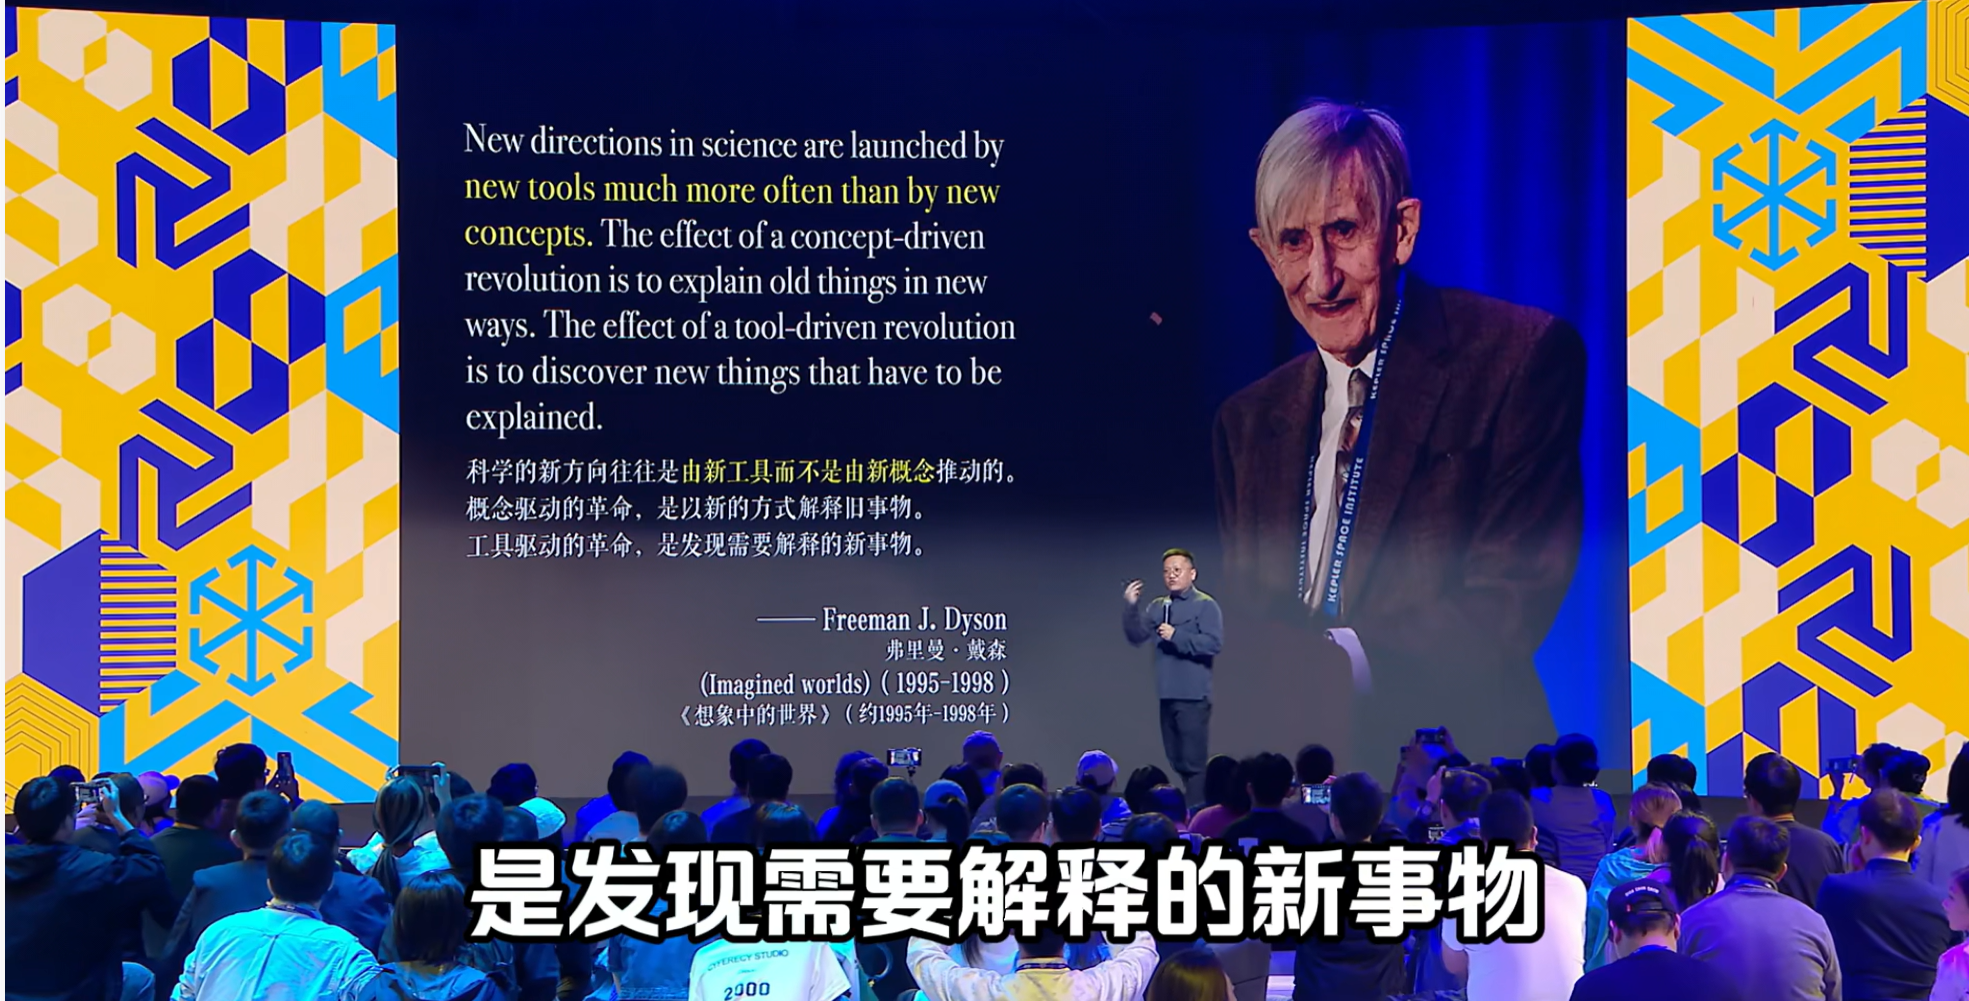 New directions in science are launched by
new tools much more often than by new
concepts. The effect of a concept-driven
revolution is to explain old things in new
ways. The effect of a tool-driven revolution
is to discover new things that have to be
explained.
科学的新方向往往是由新工具而不是由新概念推动的。
概念驱动的革命，是以新的方式解释旧事物。
工具驱动的革命，是发现需要解释的新事物。
—— Freeman J. Dyson
弗里曼·戴森
(Imagined worlds) ( 1995-1998 )
《想象中的世界》 ( 约1995年-1998年 )
KEPLER SPACE INSTITUTE
是发现需要解释的新事物
2000